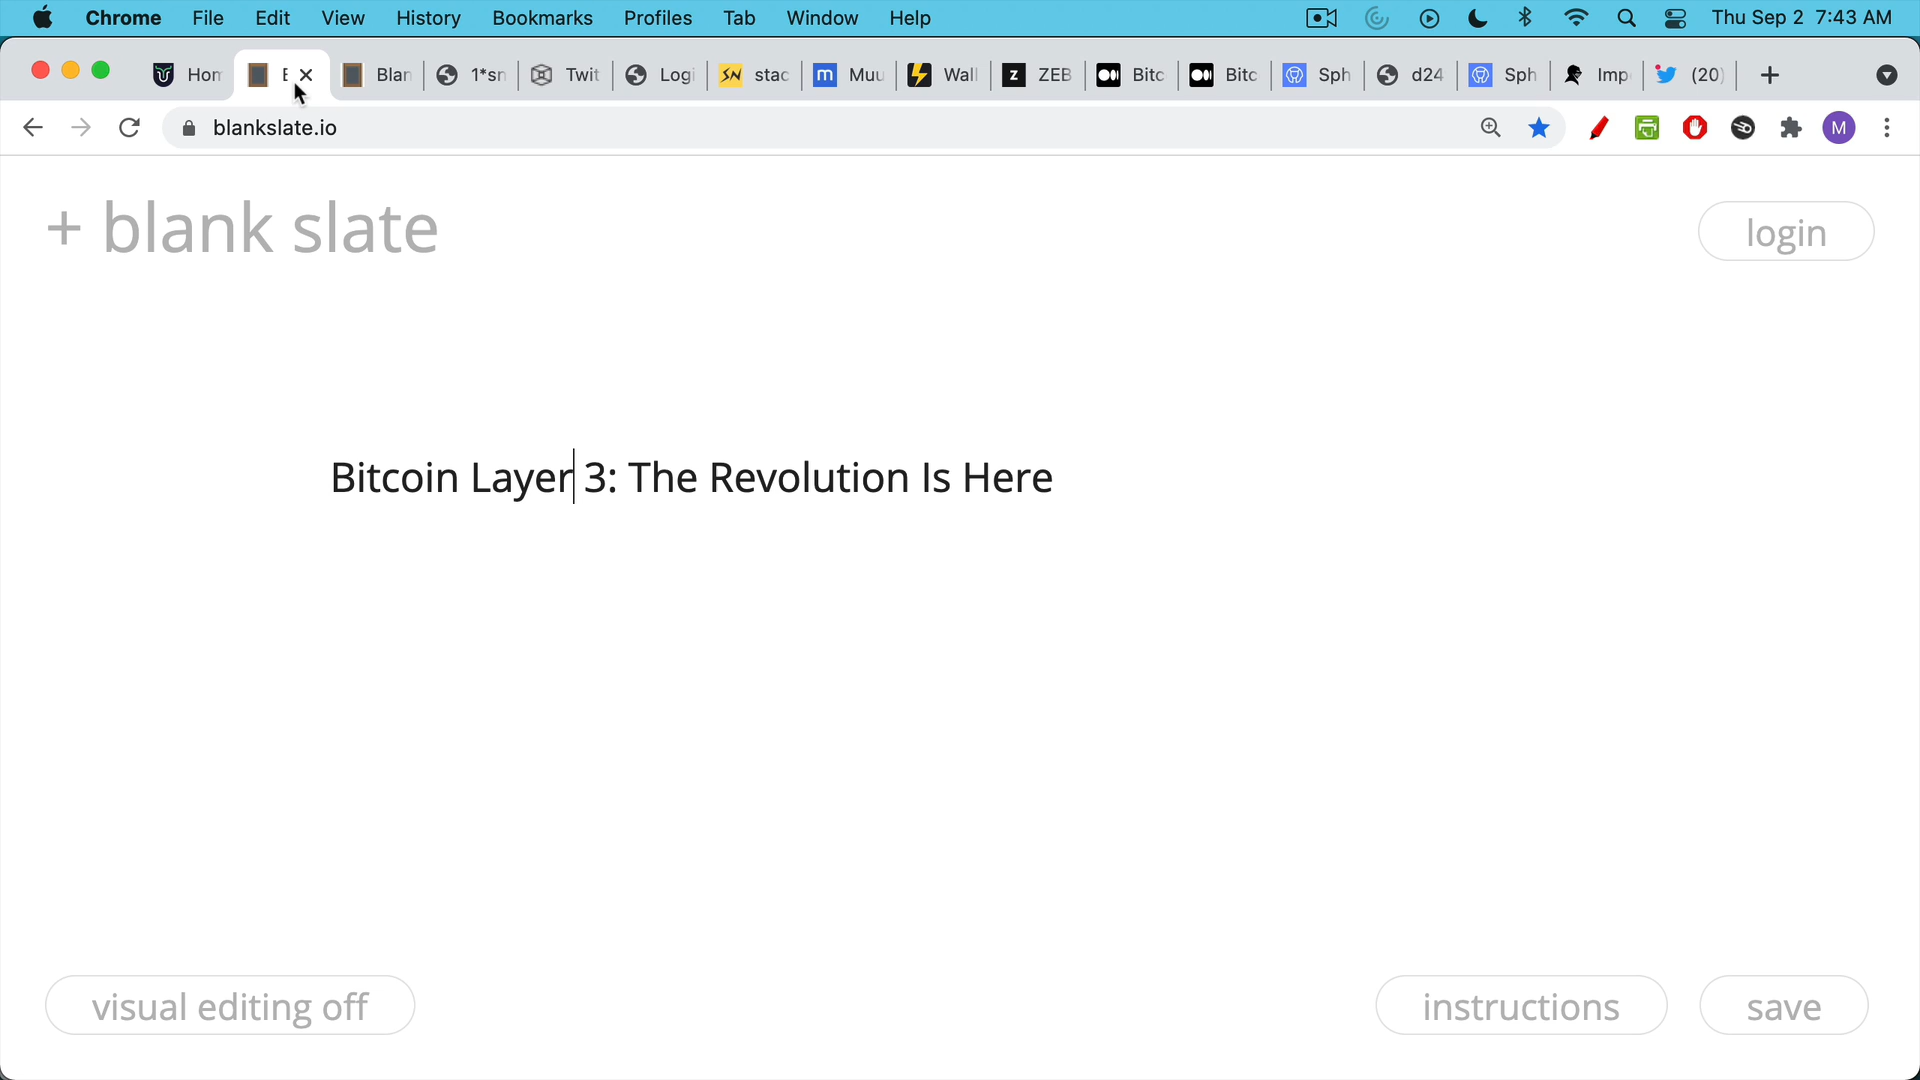 Chrome File Edit View History Bookmarks Profiles Tab Window Help Thu Sep 2 7:43 AM
Hom E Blan 1*sn Twit Logi SN stac m Muu Wall Z ZEB Bitc Bitc Sph d24 Sph Imp (20)
blankslate.io M
+ blank slate
login
Bitcoin Layer 3: The Revolution Is Here
visual editing off
instructions
save